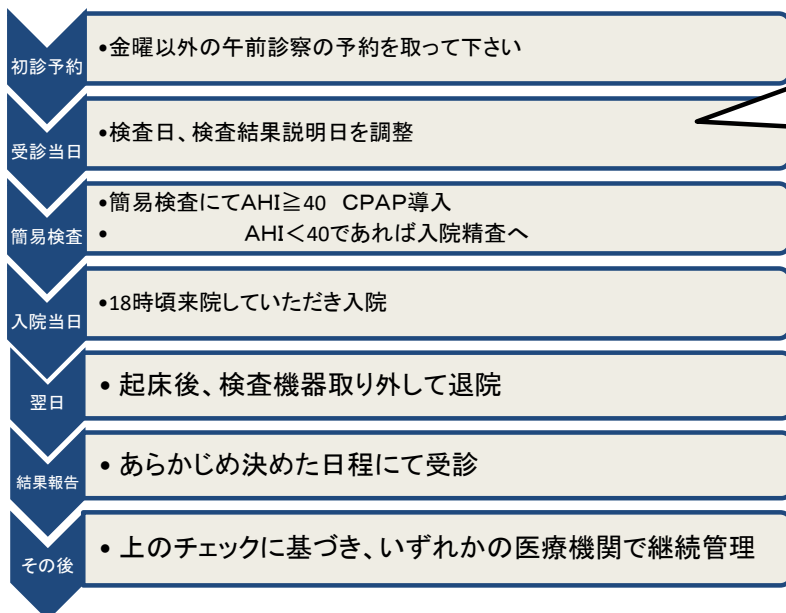 初診予約
•金曜以外の午前診察の予約を取って下さい
受診当日
•検査日、検査結果説明日を調整
簡易検査
•簡易検査にてAHI≧40　CPAP導入
•　　　　　　AHI<40であれば入院精査へ
入院当日
•18時頃来院していただき入院
翌日
• 起床後、検査機器取り外して退院
結果報告
• あらかじめ決めた日程にて受診
その後
• 上のチェックに基づき、いずれかの医療機関で継続管理